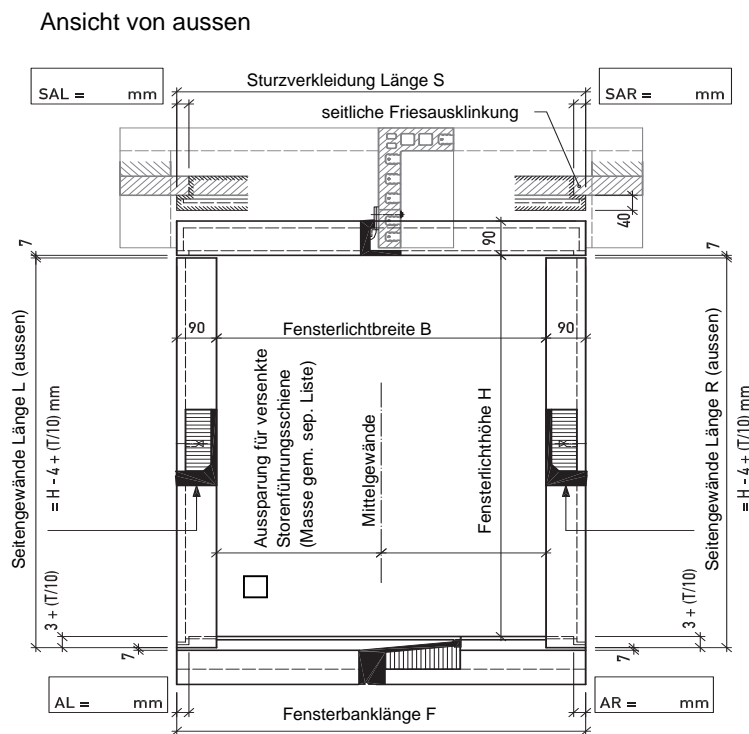 Ansicht von aussen
SAL = mm
Sturzverkleidung Länge S
SAR = mm
seitliche Friesausklinkung
40
7
90
7
90
Fensterlichtbreite B
90
Seitengewände Länge L (aussen)
= H - 4 + (T/10) mm
Aussparung für versenkte
Storenführungsschiene
(Masse gem. sep. Liste)
Mittelgewände
Fensterlichthöhe H
Seitengewände Länge R (aussen)
= H - 4 + (T/10) mm
3 + (T/10)
3 + (T/10)
7
7
AL = mm
Fensterbanklänge F
AR = mm